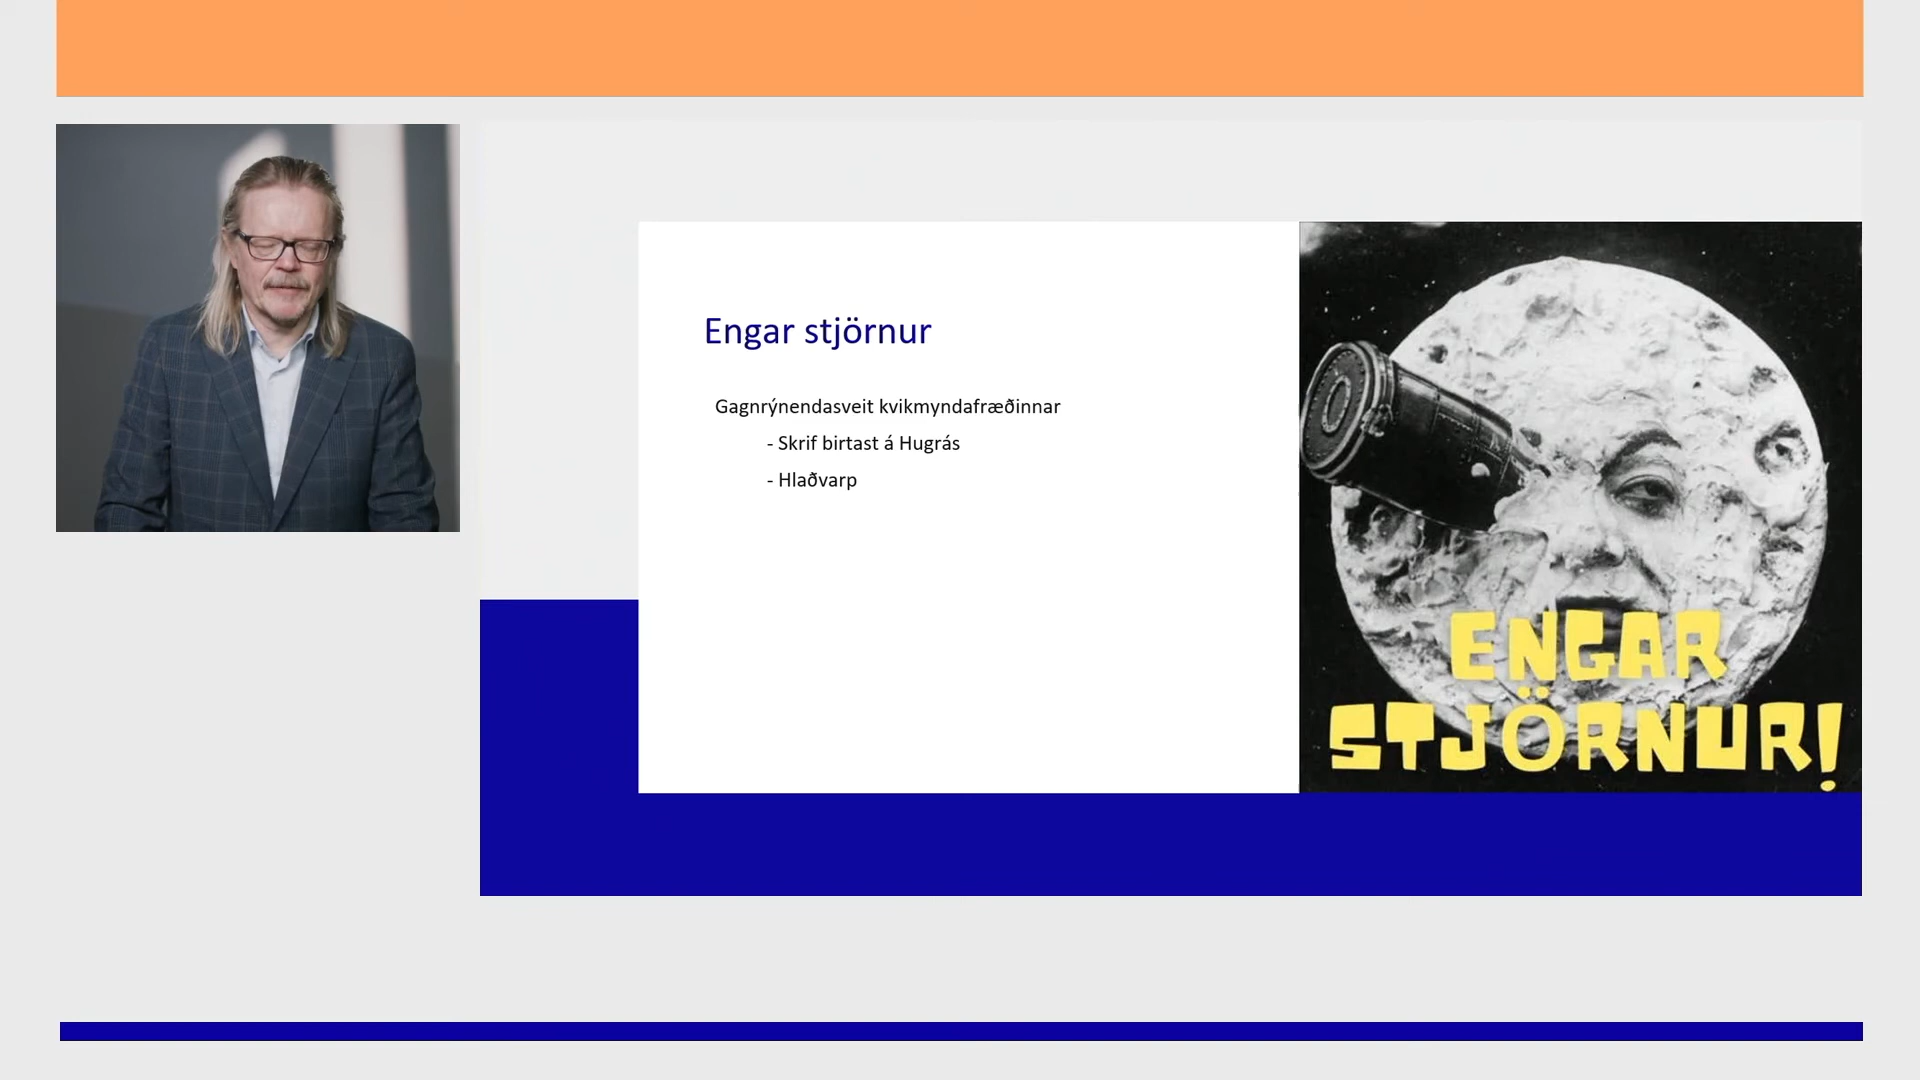 Engar stjörnur
Gagnrýnendasveit kvikmyndafræðinnar
- Skrif birtast á Hugrás
- Hlaðvarp
ENGAR
STJÖRNUR!